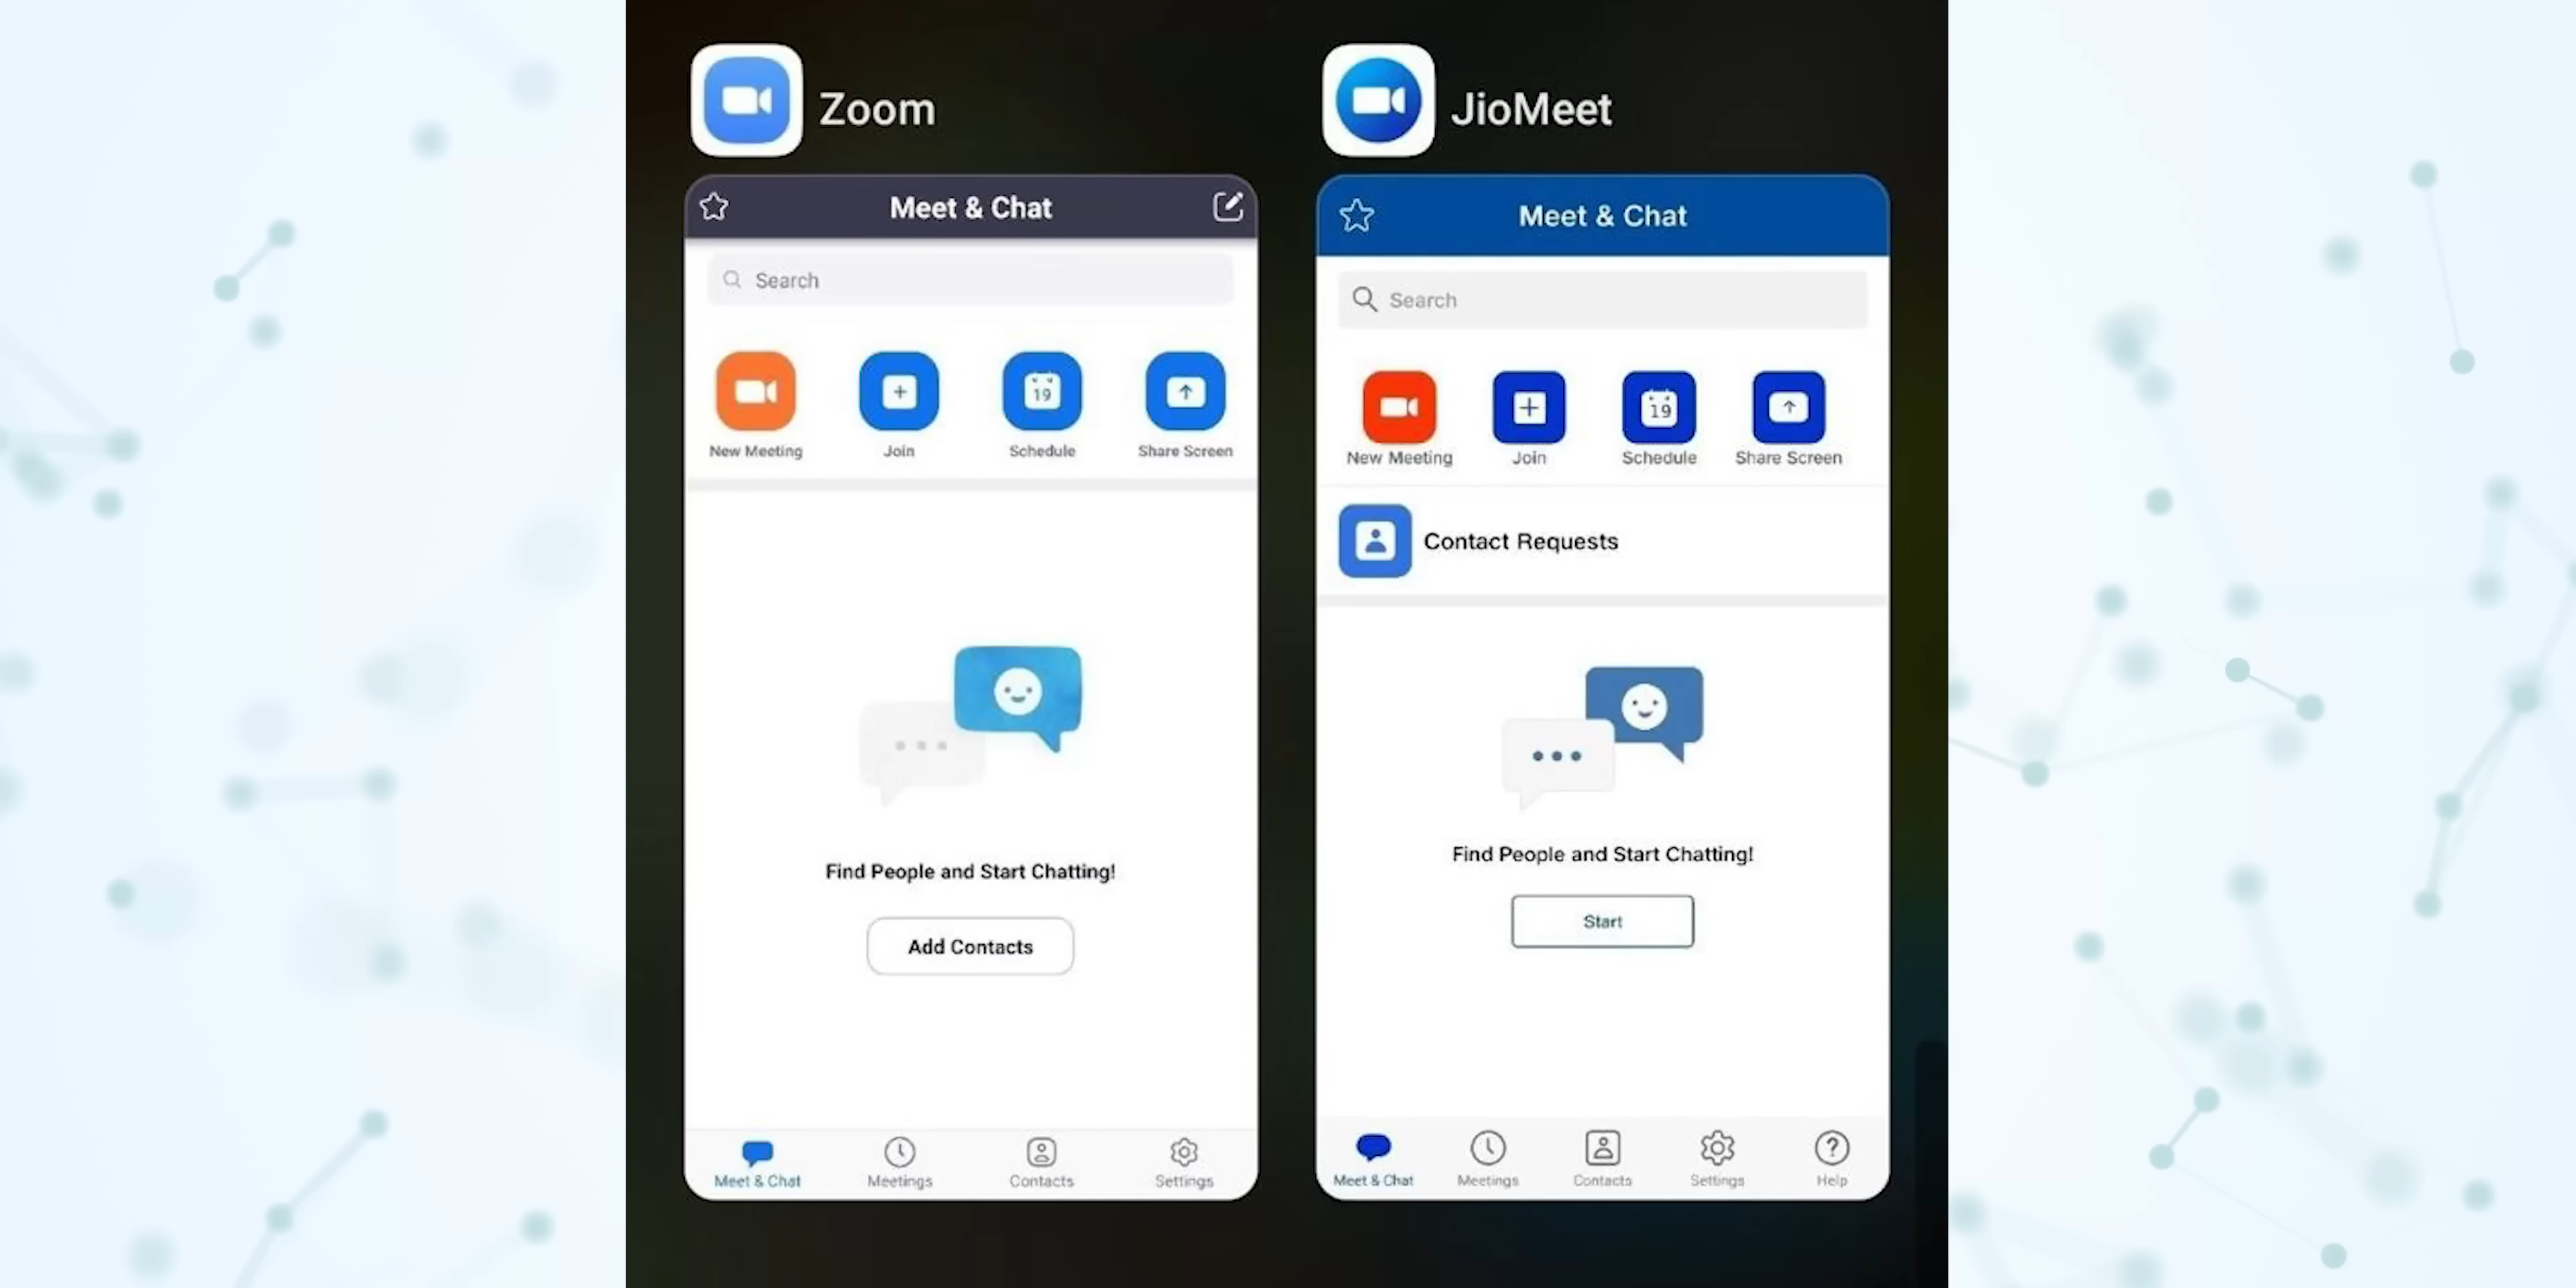 Zoom
Meet & Chat
Search
19
New Meeting
Join
Schedule
Share Screen
Find People and Start Chatting!
Add Contacts
Meet & Chat
Meetings
Contacts
Settings
JioMeet
Meet & Chat
Search
19
New Meeting
Join
Schedule
Share Screen
Contact Requests
Find People and Start Chatting!
Start
Meet & Chat
Meetings
Contacts
Settings
Help